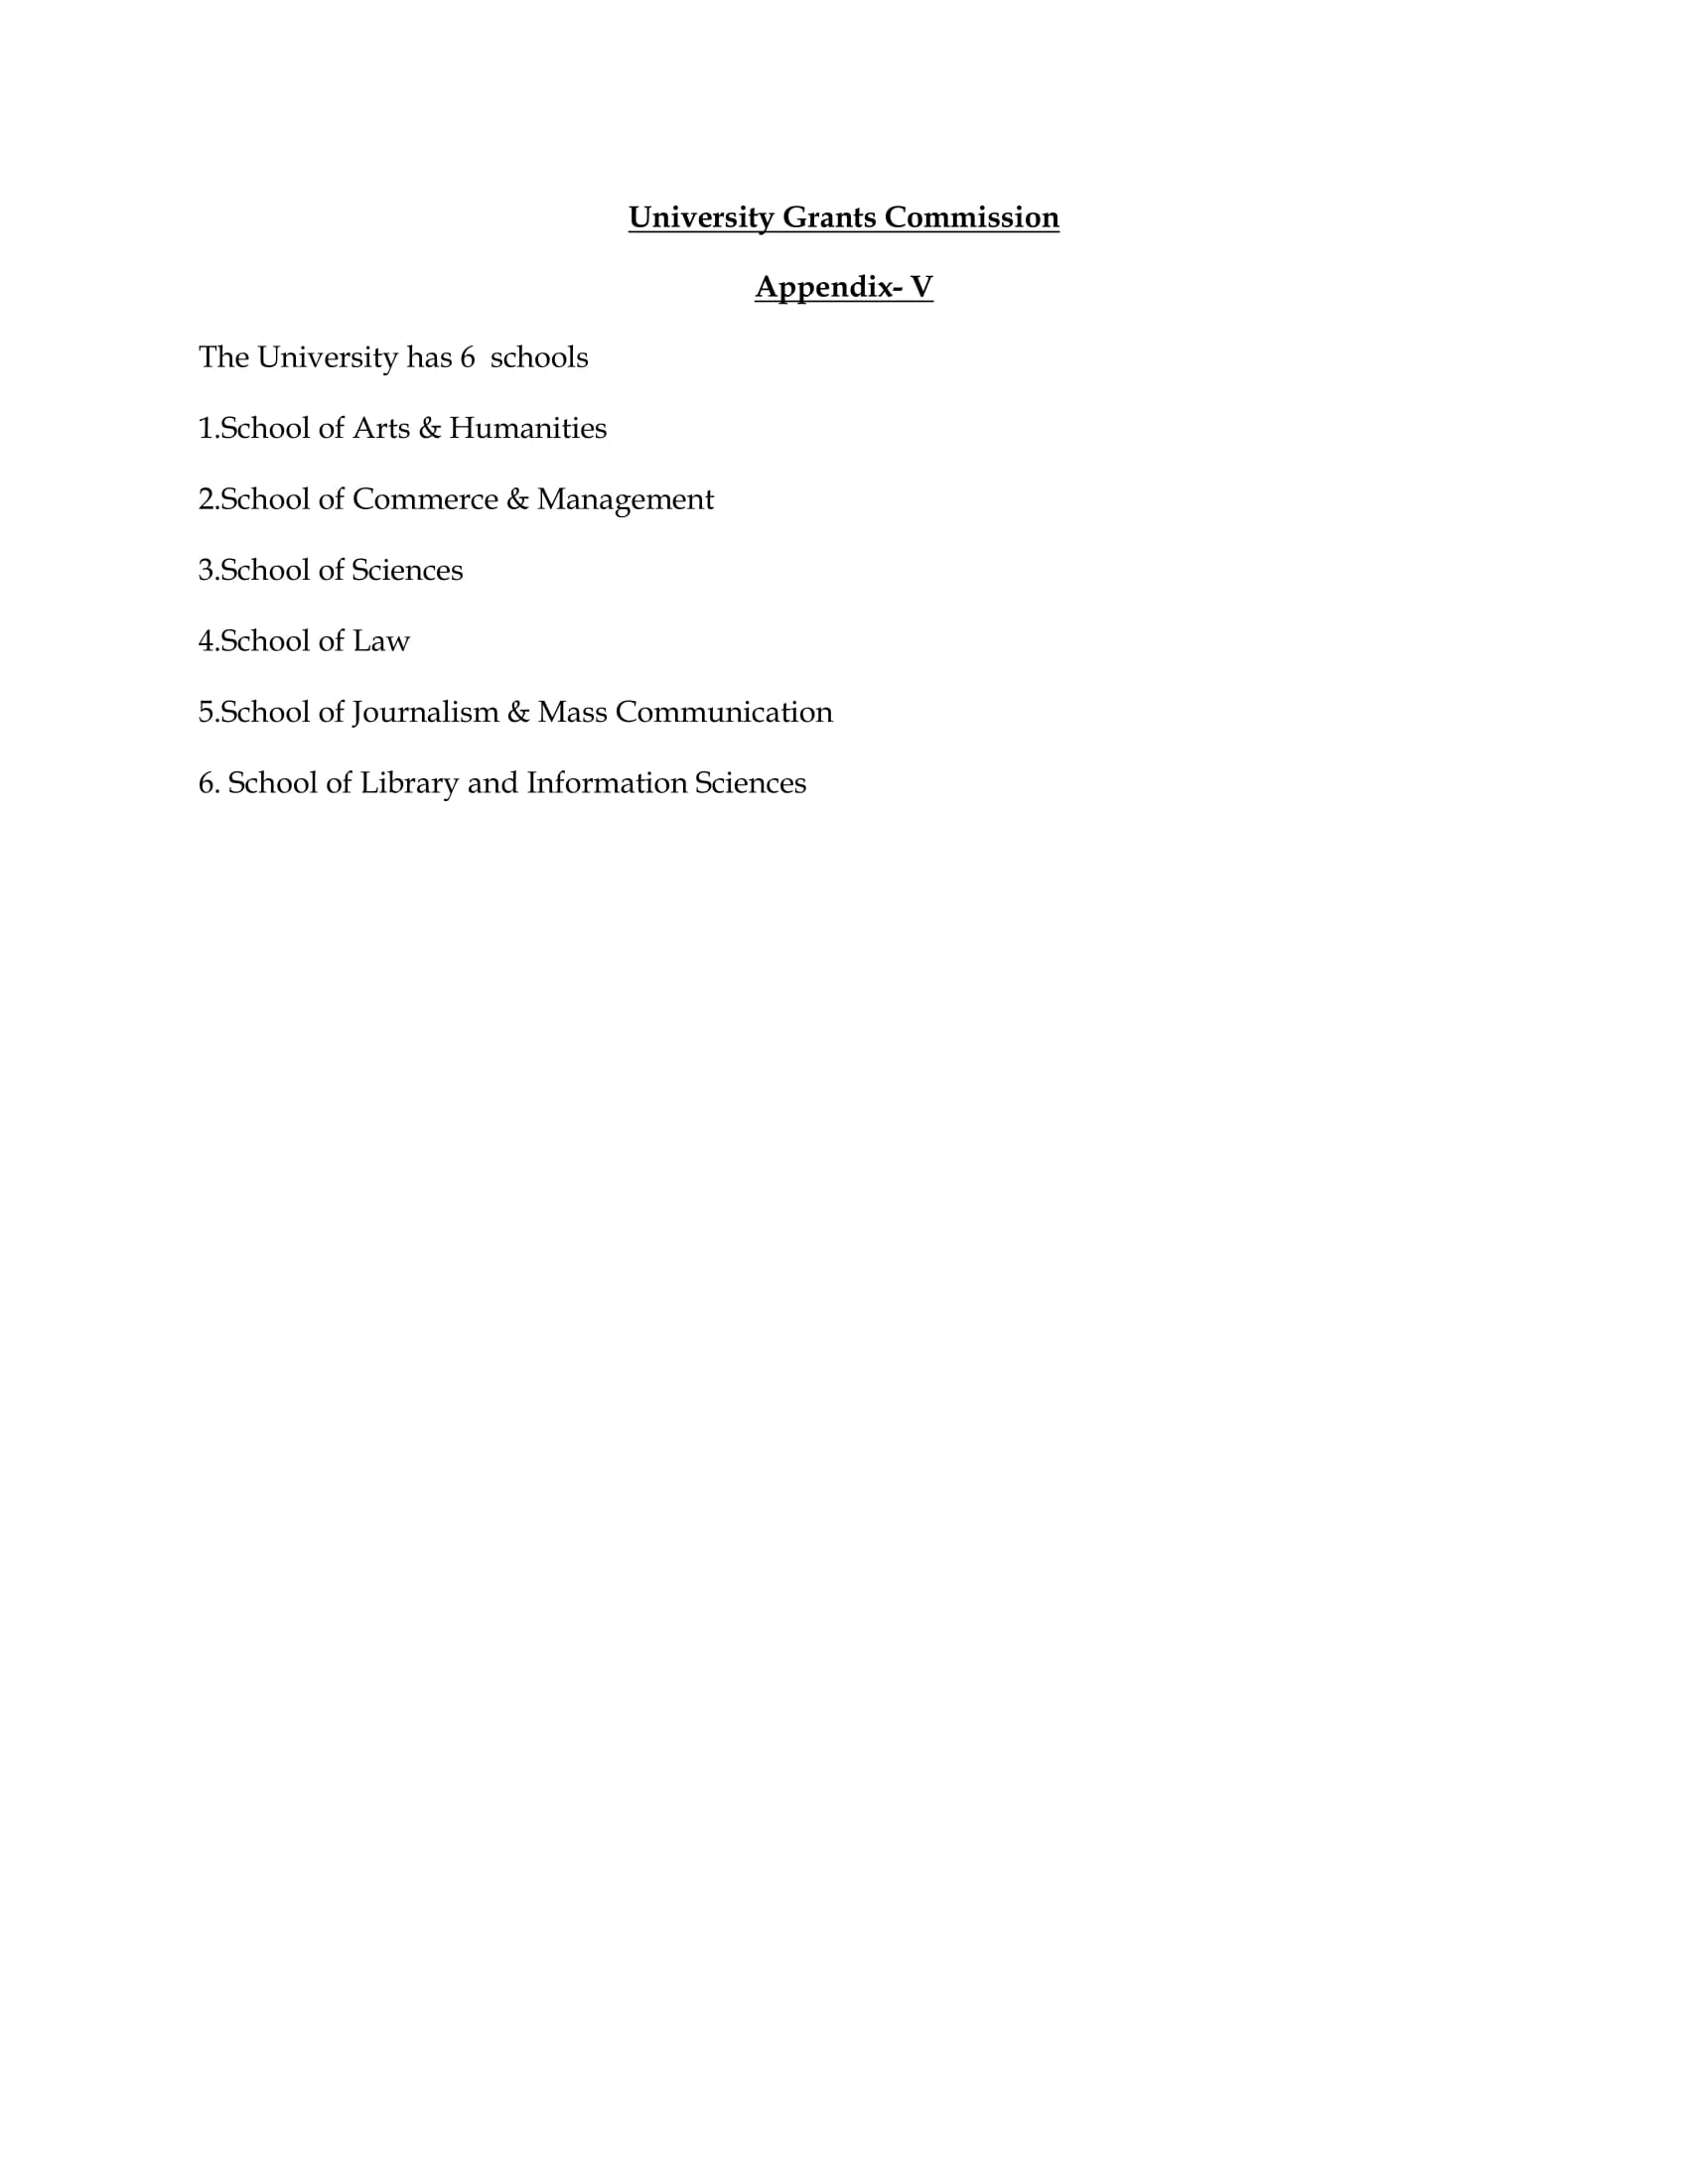 University Grants Commission
Appendix- V
The University has 6  schools
1.School of Arts & Humanities
2.School of Commerce & Management
3.School of Sciences
4.School of Law
5.School of Journalism & Mass Communication
6. School of Library and Information Sciences